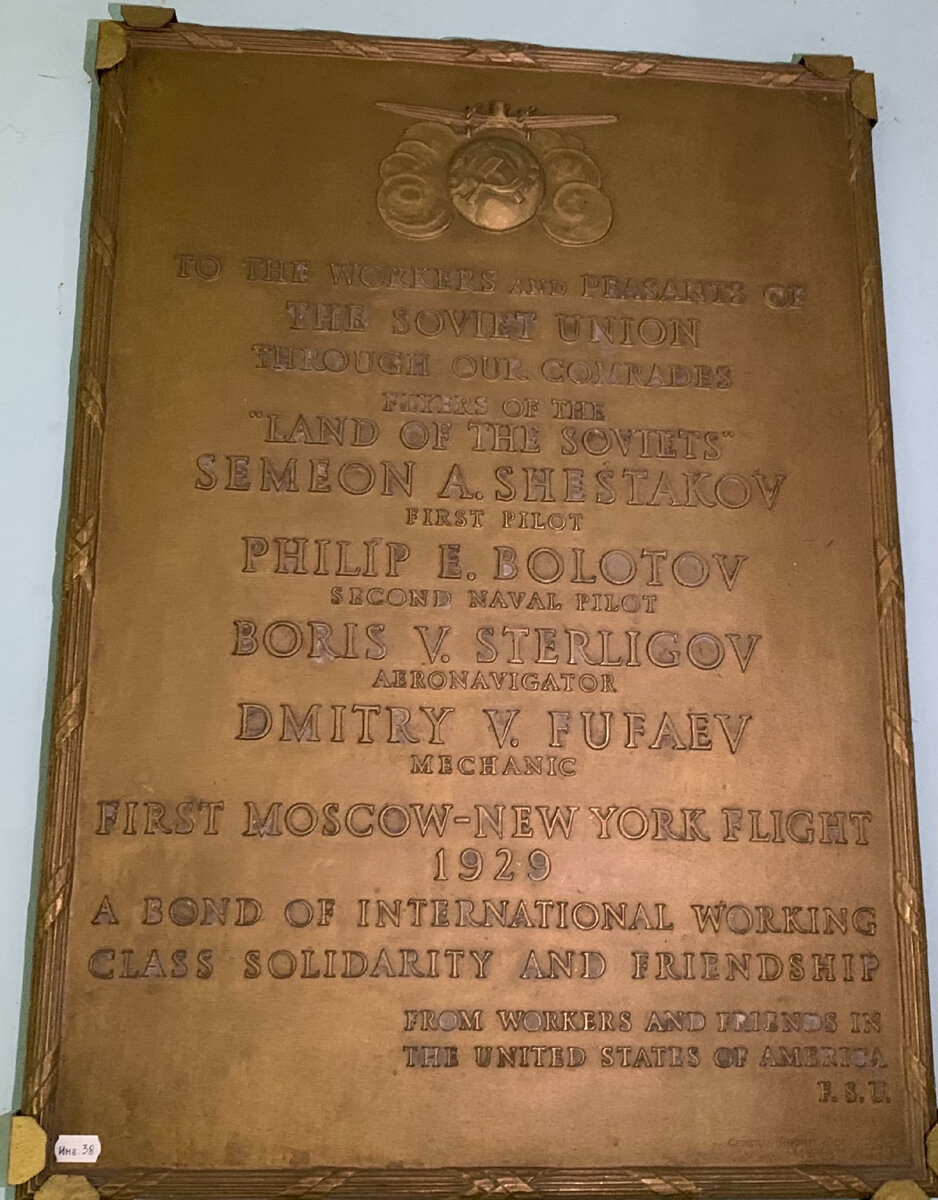 TO THE WORKERS AND PEASANTS OF
THE SOVIET UNION
THROUGH OUR COMRADES
FLYERS OF THE
"LAND OF THE SOVIETS"
SEMEON A. SHESTAKOV
FIRST PILOT
PHILIP E. BOLOTOV
SECOND NAVAL PILOT
BORIS V. STERLIGOV
AERONAVIGATOR
DMITRY V. FUFAEV
MECHANIC
FIRST MOSCOW-NEW YORK FLIGHT
1929
A BOND OF INTERNATIONAL WORKING
CLASS SOLIDARITY AND FRIENDSHIP
FROM WORKERS AND FRIENDS IN
THE UNITED STATES OF AMERICA
F. S. U.
Инв. 38